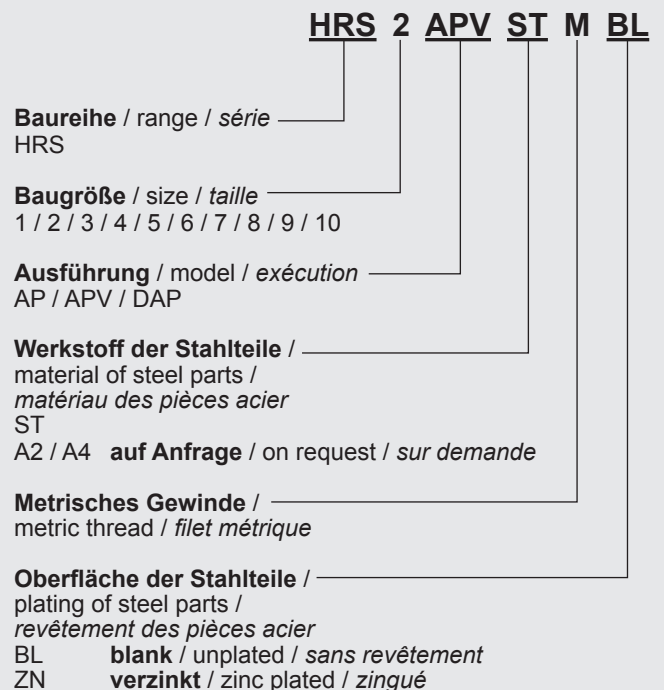 HRS 2 APV ST M BL
Baureihe / range / série
HRS
Baugröße / size / taille
1 / 2 / 3 / 4 / 5 / 6 / 7 / 8 / 9 / 10
Ausführung / model / exécution
AP / APV / DAP
Werkstoff der Stahlteile /
material of steel parts /
matériau des pièces acier
ST
A2 / A4 auf Anfrage / on request / sur demande
Metrisches Gewinde /
metric thread / filet métrique
Oberfläche der Stahlteile /
plating of steel parts /
revêtement des pièces acier
BL blank / unplated / sans revêtement
ZN verzinkt / zinc plated / zingué